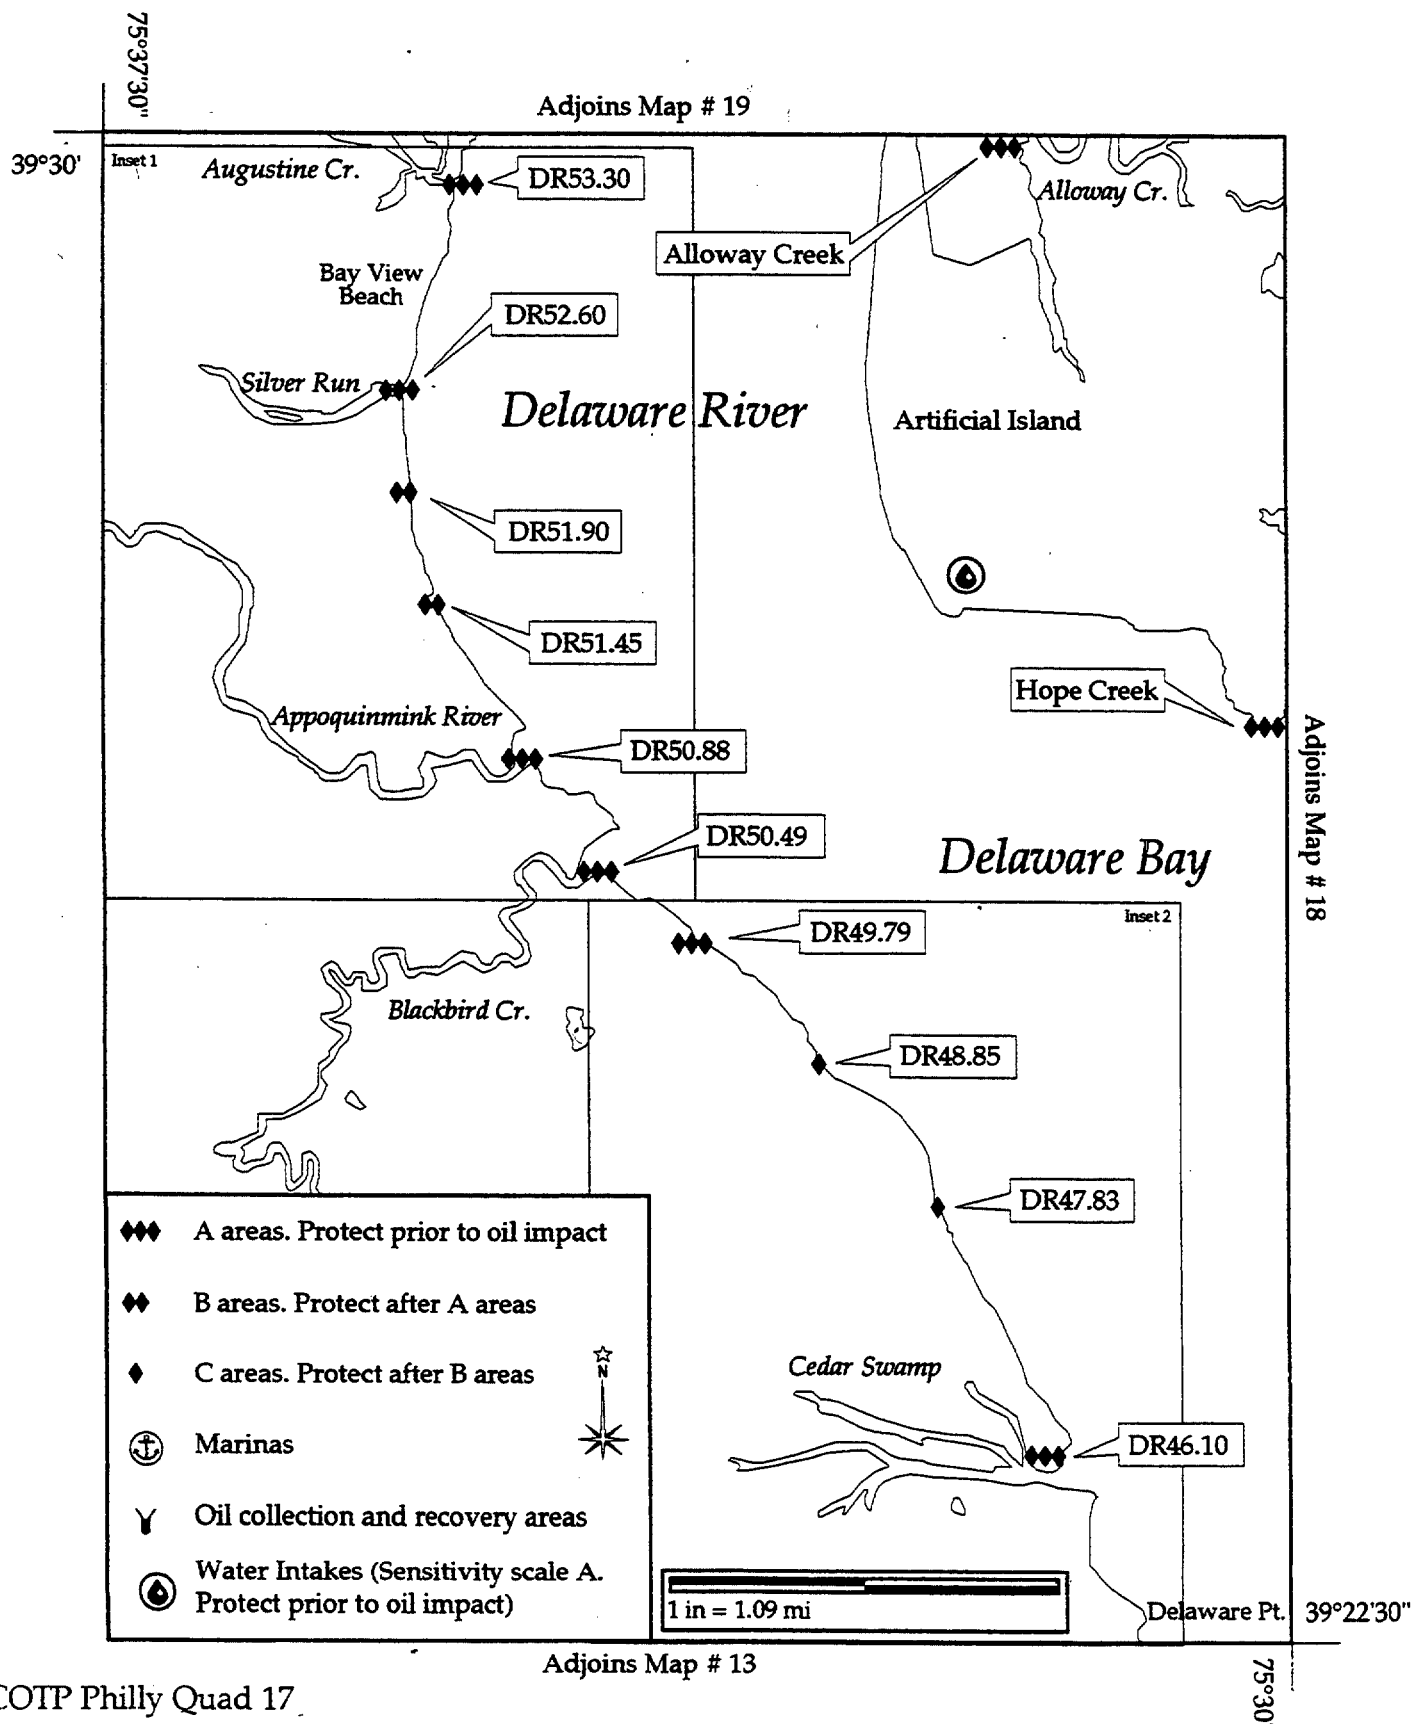 75°37'30"
Adjoins Map # 19
39°30'
Inset 1
Augustine Cr.
DR53.30
Alloway Cr.
Alloway Creek
Bay View
Beach
DR52.60
Silver Run
Delaware River
Artificial Island
DR51.90
DR51.45
Hope Creek
Appoquinmink River
DR50.88
Adjoins Map # 18
DR50.49
Delaware Bay
Inset 2
DR49.79
Blackbird Cr.
DR48.85
DR47.83
A areas. Protect prior to oil impact
B areas. Protect after A areas
C areas. Protect after B areas
N
Marinas
Oil collection and recovery areas
Water Intakes (Sensitivity scale A.
Protect prior to oil impact)
Cedar Swamp
DR46.10
1 in = 1.09 mi
Delaware Pt.
39°22'30"
Adjoins Map # 13
75°30
COTP Philly Quad 17